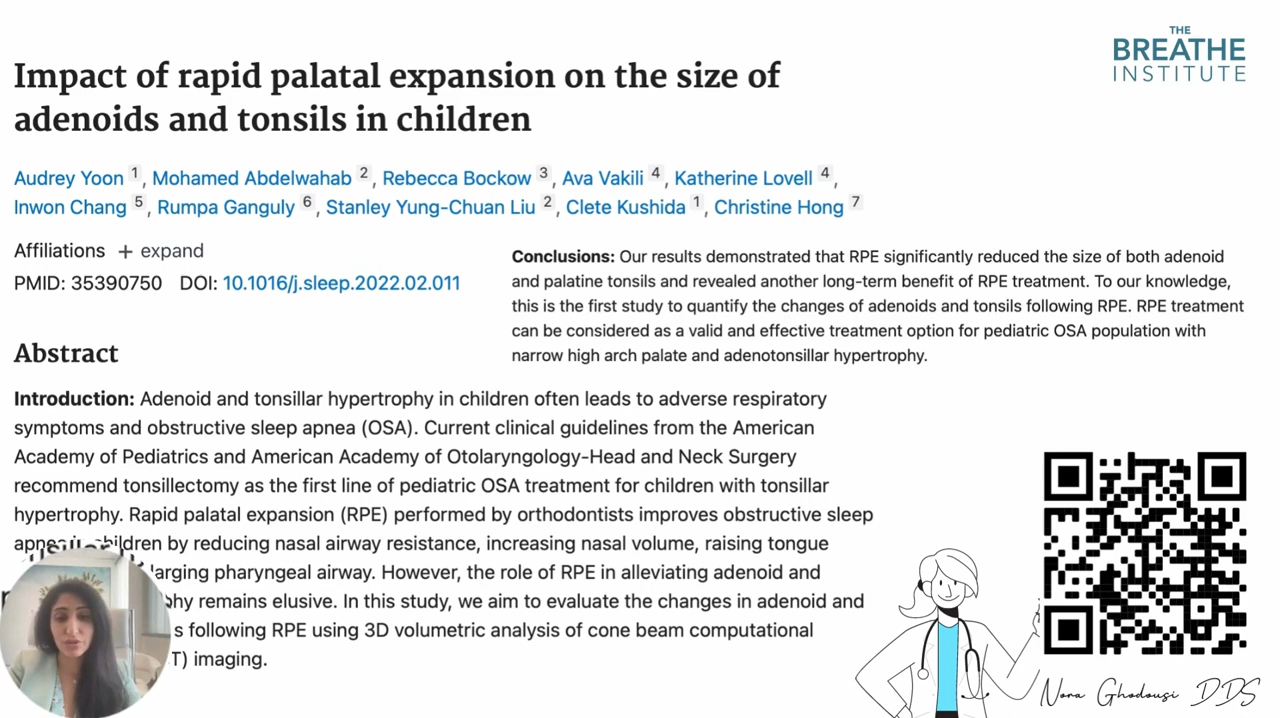 THE
BREATHE
INSTITUTE
Impact of rapid palatal expansion on the size of
adenoids and tonsils in children
Audrey Yoon 1, Mohamed Abdelwahab 2, Rebecca Bockow 3, Ava Vakili 4, Katherine Lovell 4,
Inwon Chang 5, Rumpa Ganguly 6, Stanley Yung-Chuan Liu 2, Clete Kushida 1, Christine Hong 7
Affiliations + expand
PMID: 35390750 DOI: 10.1016/j.sleep.2022.02.011
Conclusions: Our results demonstrated that RPE significantly reduced the size of both adenoid
and palatine tonsils and revealed another long-term benefit of RPE treatment. To our knowledge,
this is the first study to quantify the changes of adenoids and tonsils following RPE. RPE treatment
can be considered as a valid and effective treatment option for pediatric OSA population with
narrow high arch palate and adenotonsillar hypertrophy.
Abstract
Introduction: Adenoid and tonsillar hypertrophy in children often leads to adverse respiratory
symptoms and obstructive sleep apnea (OSA). Current clinical guidelines from the American
Academy of Pediatrics and American Academy of Otolaryngology-Head and Neck Surgery
recommend tonsillectomy as the first line of pediatric OSA treatment for children with tonsillar
hypertrophy. Rapid palatal expansion (RPE) performed by orthodontists improves obstructive sleep
children by reducing nasal airway resistance, increasing nasal volume, raising tongue
larging pharyngeal airway. However, the role of RPE in alleviating adenoid and
hy remains elusive. In this study, we aim to evaluate the changes in adenoid and
s following RPE using 3D volumetric analysis of cone beam computational
T) imaging.
Nora Ghodousi DDS